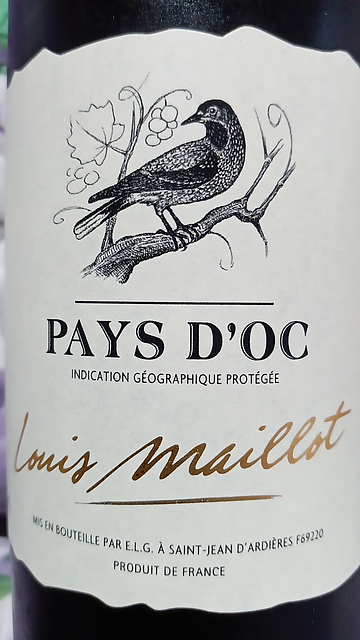 PAYS D'OC
INDICATION GÉOGRAPHIQUE PROTÉGÉE
Louis Maillot
MIS EN BOUTEILLE PAR E.L.G. À SAINT-JEAN D'ARDIÈRES F69220
PRODUIT DE FRANCE